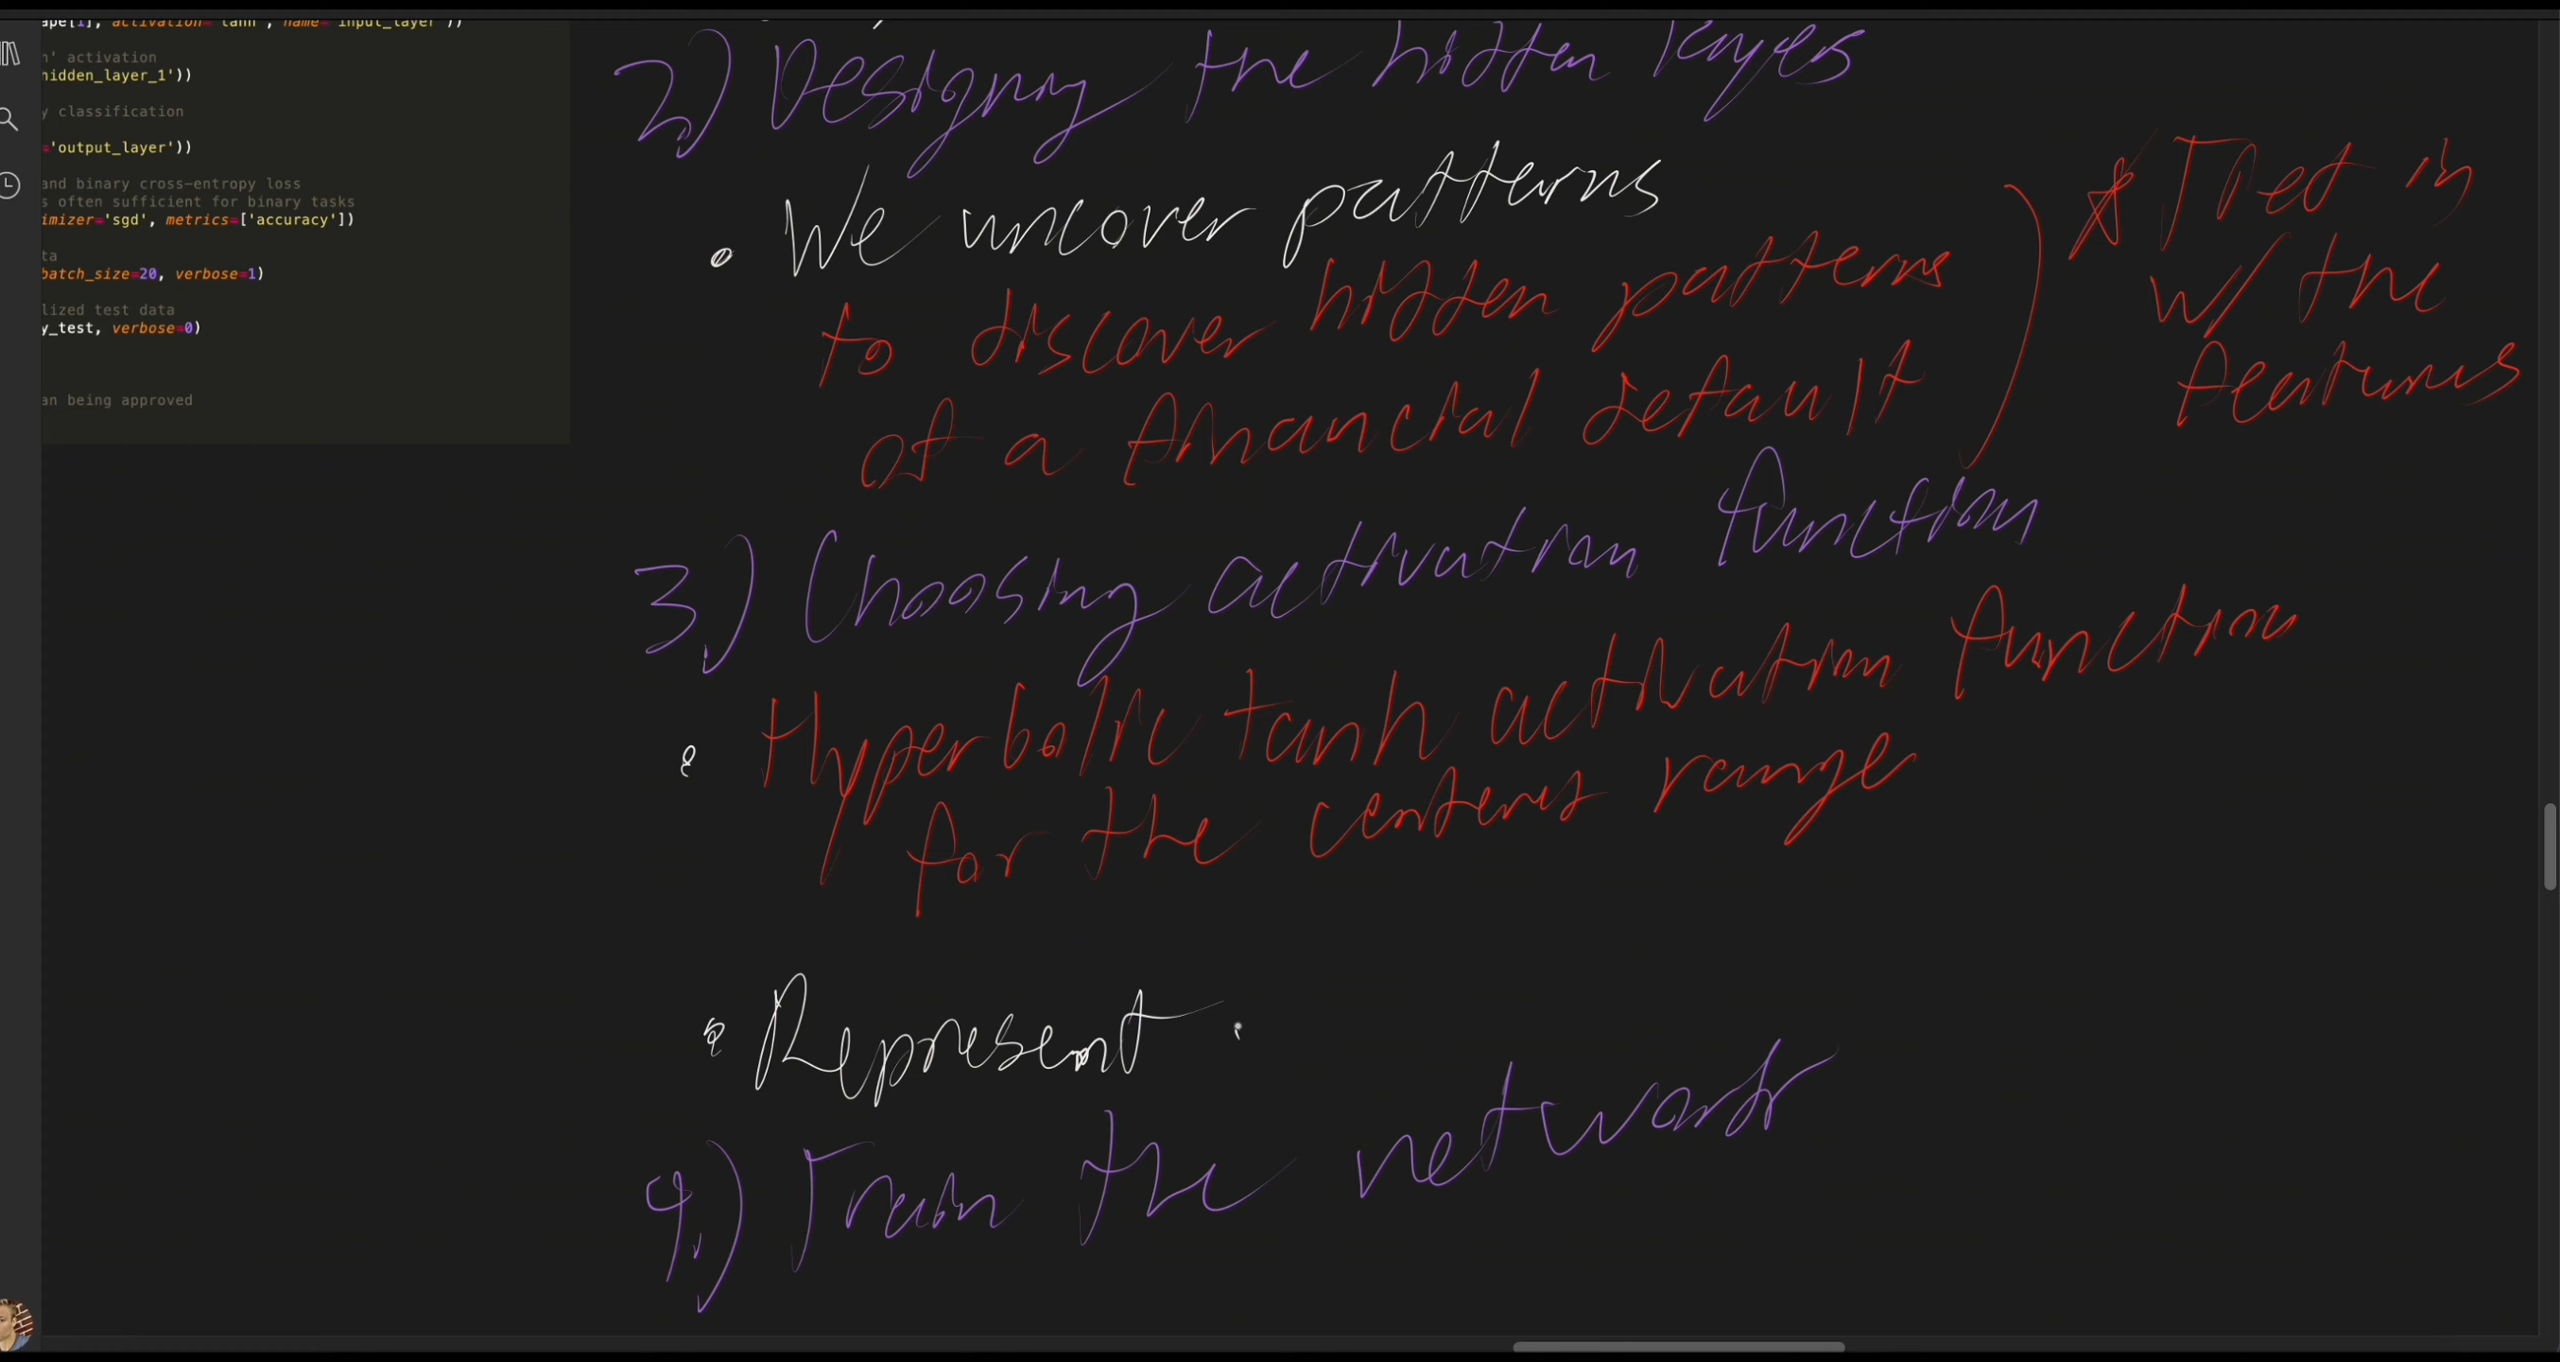 ape[1], activation='tanh', name='input_layer'))
n' activation
hidden_layer_1'))
y classification
='output_layer'))
and binary cross-entropy loss
s often sufficient for binary tasks
imizer='sgd', metrics=['accuracy'])
ta
batch_size=20, verbose=1)
lized test data
y_test, verbose=0)
an being approved
2.) Designing the hidden layers
• We uncover patterns
to discover hidden patterns
of a financial default
* Tied in
w/ the
features
3.) Choosing activation function
• Hyperbolic tanh activation function
for the centered range
• Represent
4.) Train the network